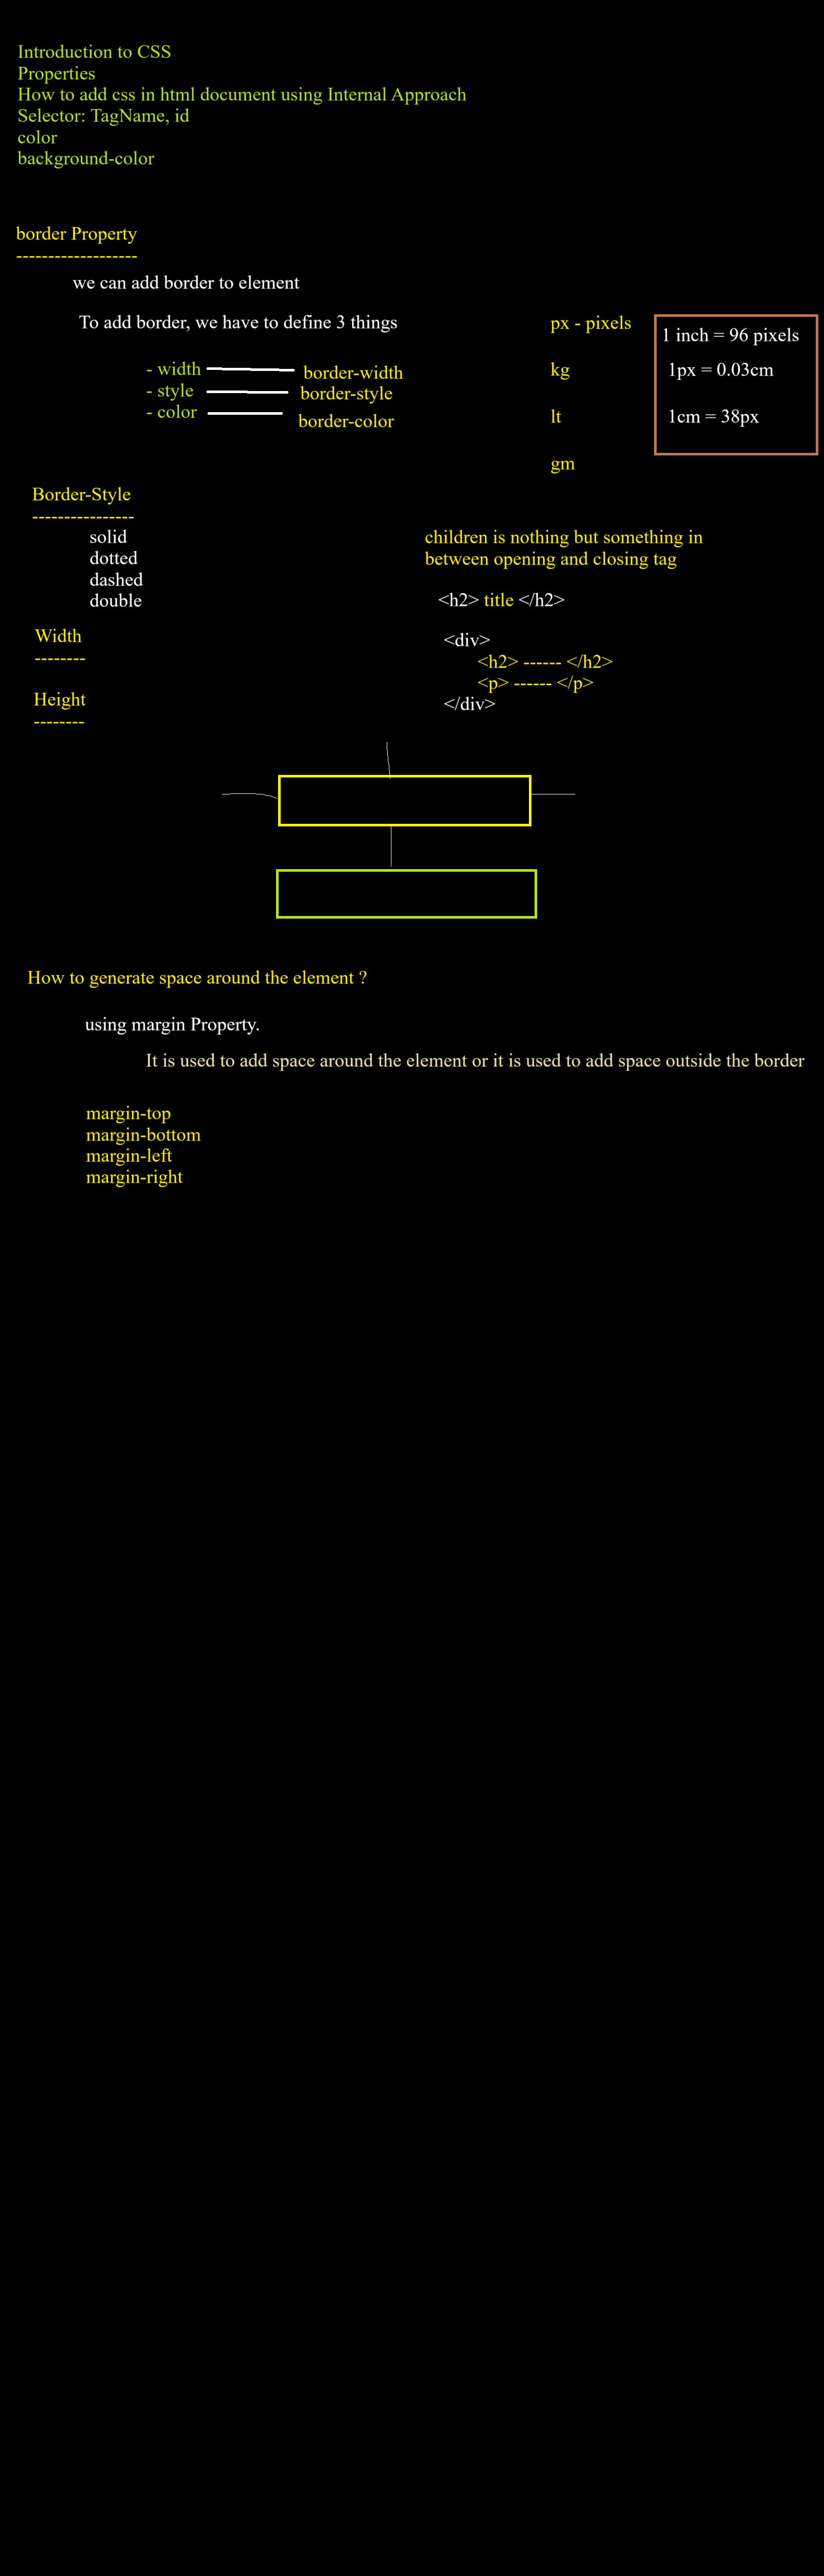 Introduction to CSS
Properties
How to add css in html document using Internal Approach
Selector: TagName, id
color
background-color
border Property
-------------------
we can add border to element
To add border, we have to define 3 things
- width border-width
- style border-style
- color border-color
px - pixels
kg
lt
gm
1 inch = 96 pixels
1px = 0.03cm
1cm = 38px
Border-Style
----------------
solid
dotted
dashed
double
Width
--------
Height
--------
children is nothing but something in
between opening and closing tag
<h2> title </h2>
<div>
<h2> ------ </h2>
<p> ------ </p>
</div>
How to generate space around the element ?
using margin Property.
It is used to add space around the element or it is used to add space outside the border
margin-top
margin-bottom
margin-left
margin-right